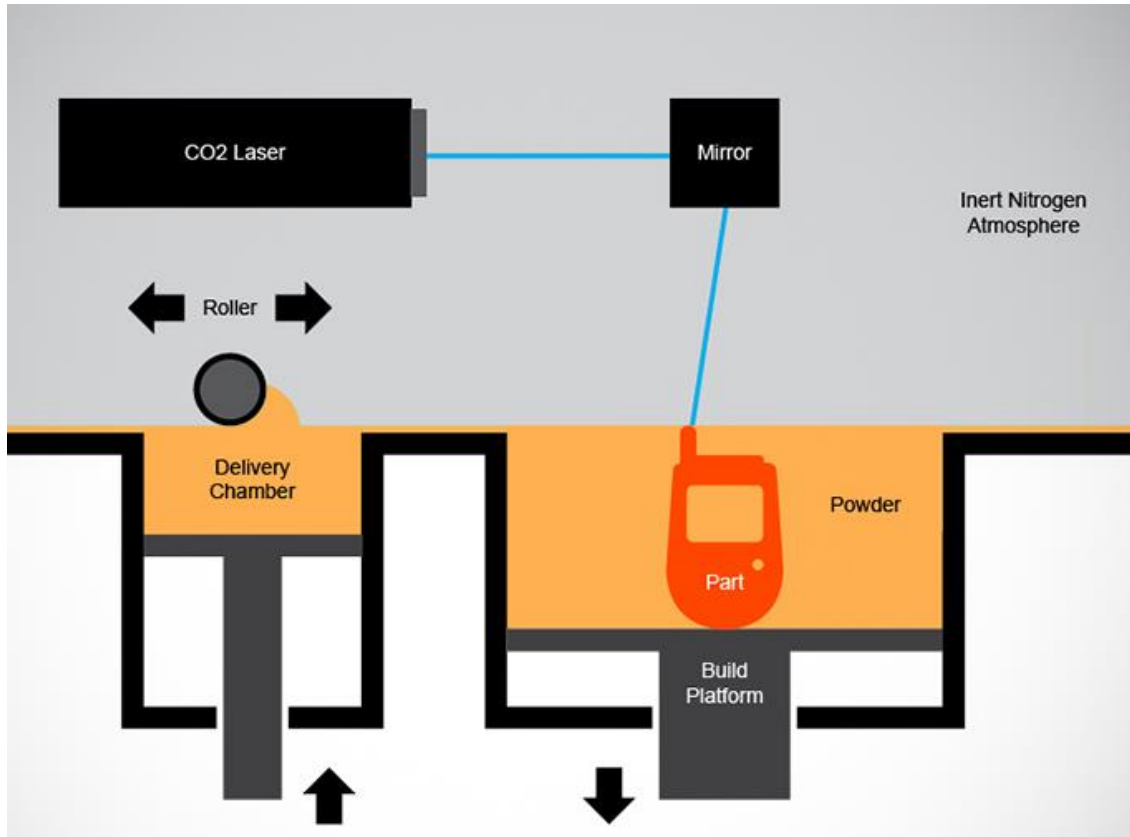 CO2 Laser
Mirror
Inert Nitrogen
Atmosphere
Roller
Delivery
Chamber
Powder
Part
Build
Platform